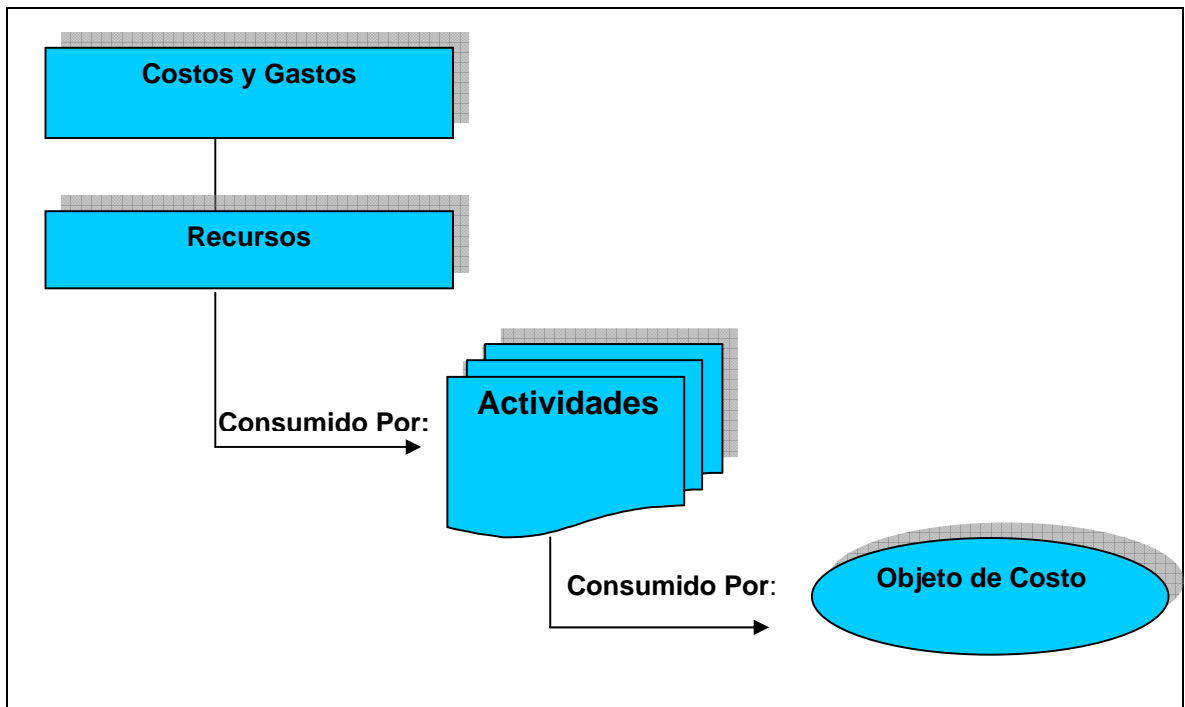 Costos y Gastos
Recursos
Consumido Por:
Actividades
Consumido Por:
Objeto de Costo